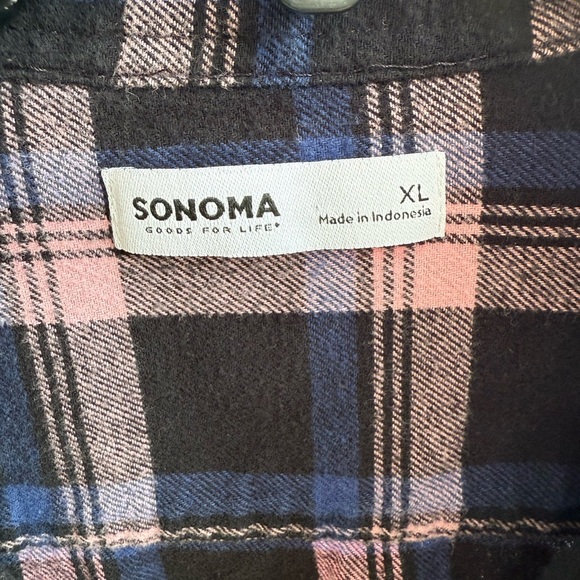 SONOMA
GOODS FOR LIFE®
XL
Made in Indonesia